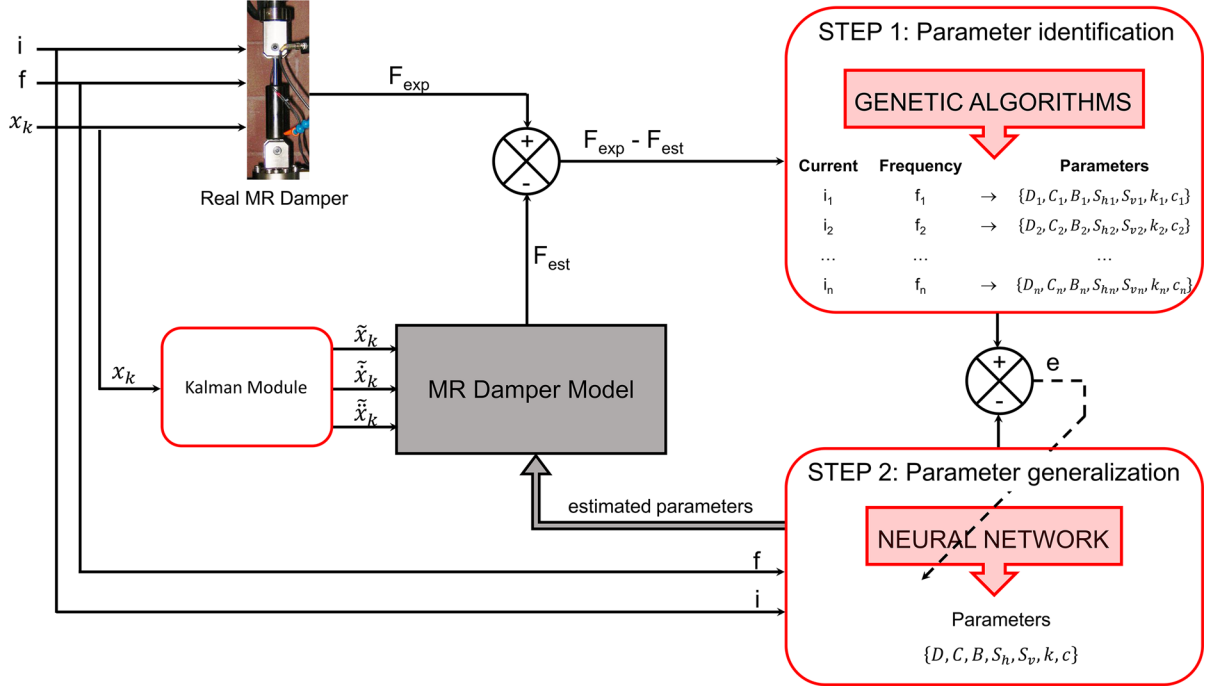 i
f
x_k
Real MR Damper
F_exp
+
-
F_exp - F_est
F_est
x_k
Kalman Module
x̃_k
ẋ̃_k
ẍ̃_k
MR Damper Model
estimated parameters
f
i
STEP 1: Parameter identification
GENETIC ALGORITHMS
Current Frequency Parameters
i_1 f_1 → {D_1, C_1, B_1, S_h1, S_v1, k_1, c_1}
i_2 f_2 → {D_2, C_2, B_2, S_h2, S_v2, k_2, c_2}
... ... ...
i_n f_n → {D_n, C_n, B_n, S_hn, S_vn, k_n, c_n}
+
-
e
STEP 2: Parameter generalization
NEURAL NETWORK
Parameters
{D, C, B, S_h, S_v, k, c}